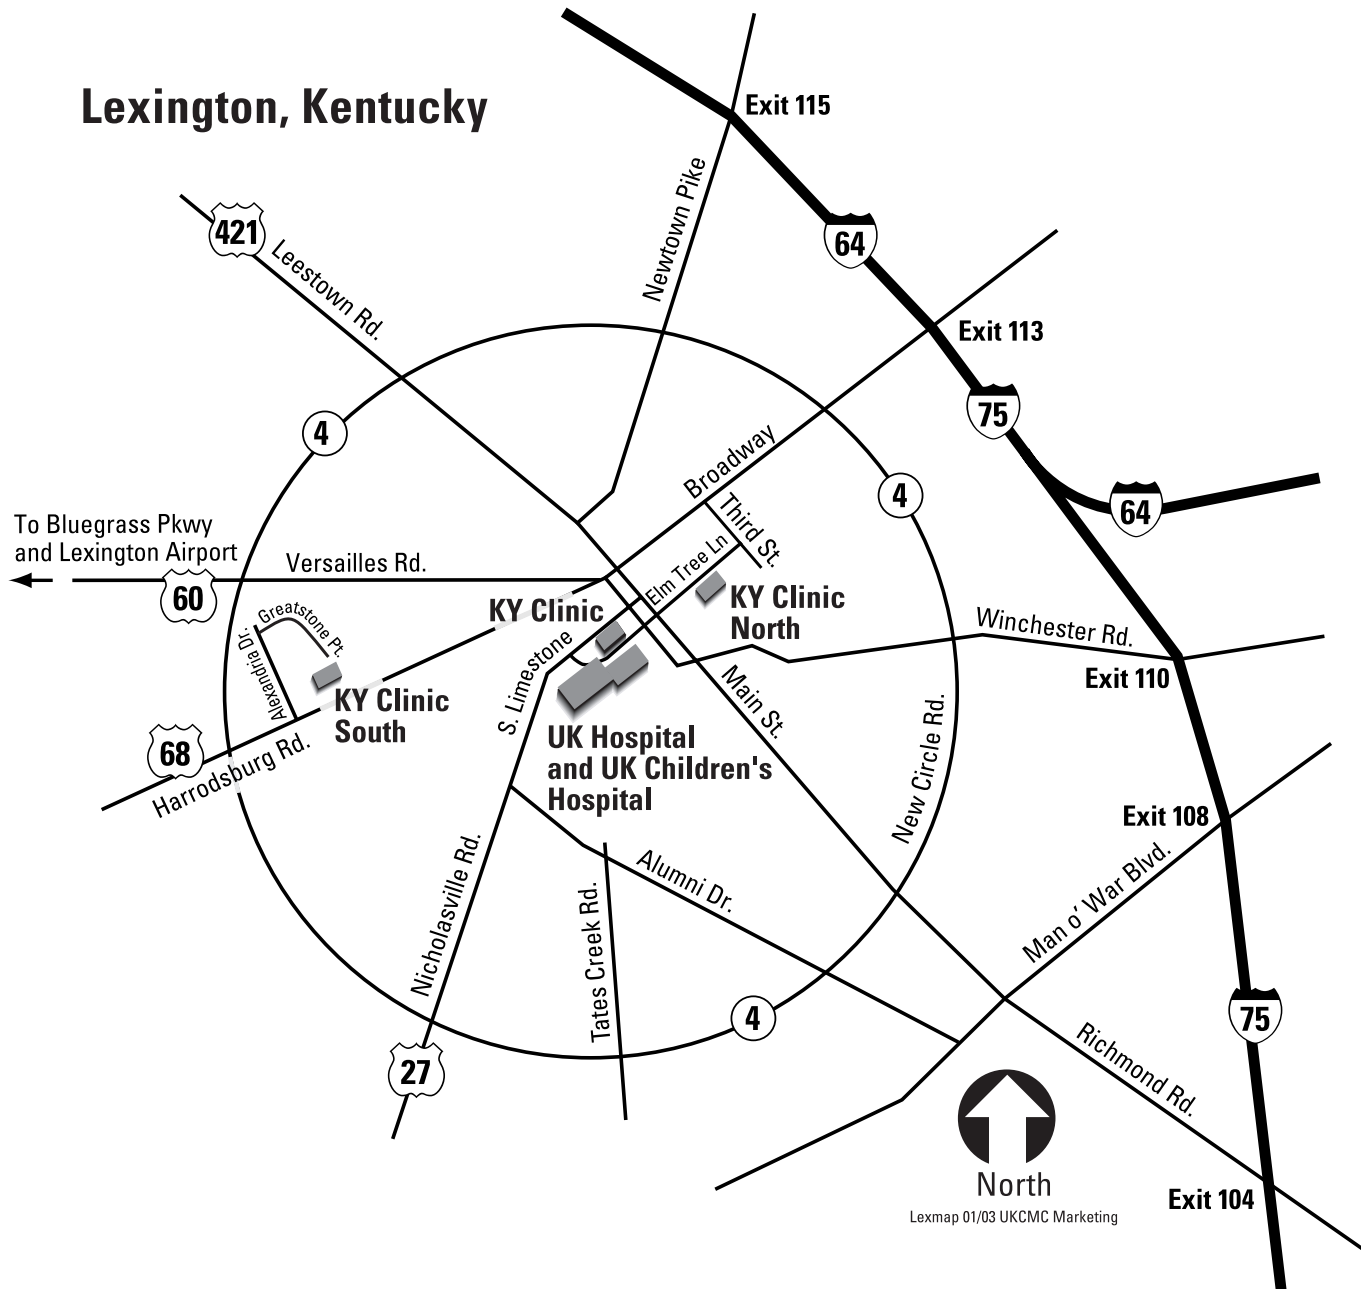 Lexington, Kentucky
Exit 115
Newtown Pike
421
Leestown Rd.
64
Exit 113
75
4
Broadway
4
64
Third St.
To Bluegrass Pkwy
and Lexington Airport
Versailles Rd.
60
Elm Tree Ln
KY Clinic
KY Clinic
North
Greatstone Pt.
Alexandria Dr.
KY Clinic
South
S. Limestone
Winchester Rd.
Exit 110
Main St.
68
Harrodsburg Rd.
UK Hospital
and UK Children's
Hospital
New Circle Rd.
Exit 108
Man o' War Blvd.
Nicholasville Rd.
Alumni Dr.
Tates Creek Rd.
4
75
27
Richmond Rd.
North
Exit 104
Lexmap 01/03 UKCMC Marketing